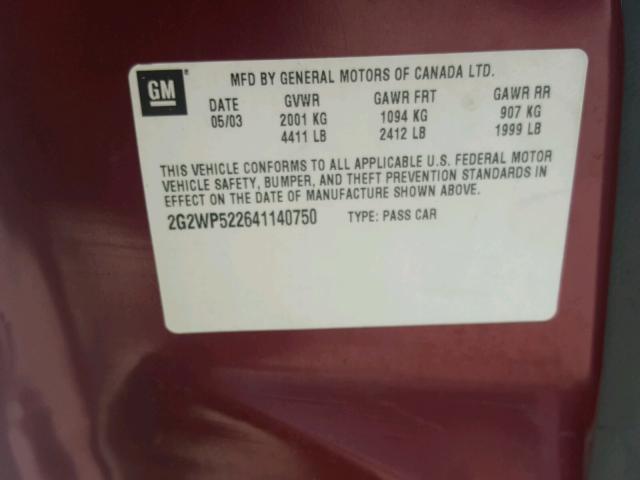 GM MFD BY GENERAL MOTORS OF CANADA LTD.
DATE GVWR GAWR FRT GAWR RR
05/03 2001 KG 1094 KG 907 KG
4411 LB 2412 LB 1999 LB
THIS VEHICLE CONFORMS TO ALL APPLICABLE U.S. FEDERAL MOTOR
VEHICLE SAFETY, BUMPER, AND THEFT PREVENTION STANDARDS IN
EFFECT ON THE DATE OF MANUFACTURE SHOWN ABOVE.
2G2WP522641140750 TYPE: PASS CAR